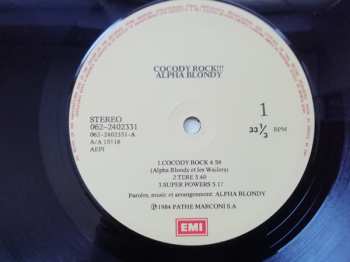 COCODY ROCK!!!
ALPHA BLONDY
STEREO
062-2402331
062-2402331-A
A/A 15118
AEPI
1
33 1/3 RPM
1.COCODY ROCK 4 58
(Alpha Blondy et les Wailers)
2 TERE 3 40
3.SUPER POWERS 5 17
Paroles, music et arrangement: ALPHA BLONDY
℗ 1984 PATHE MARCONI S.A
EMI